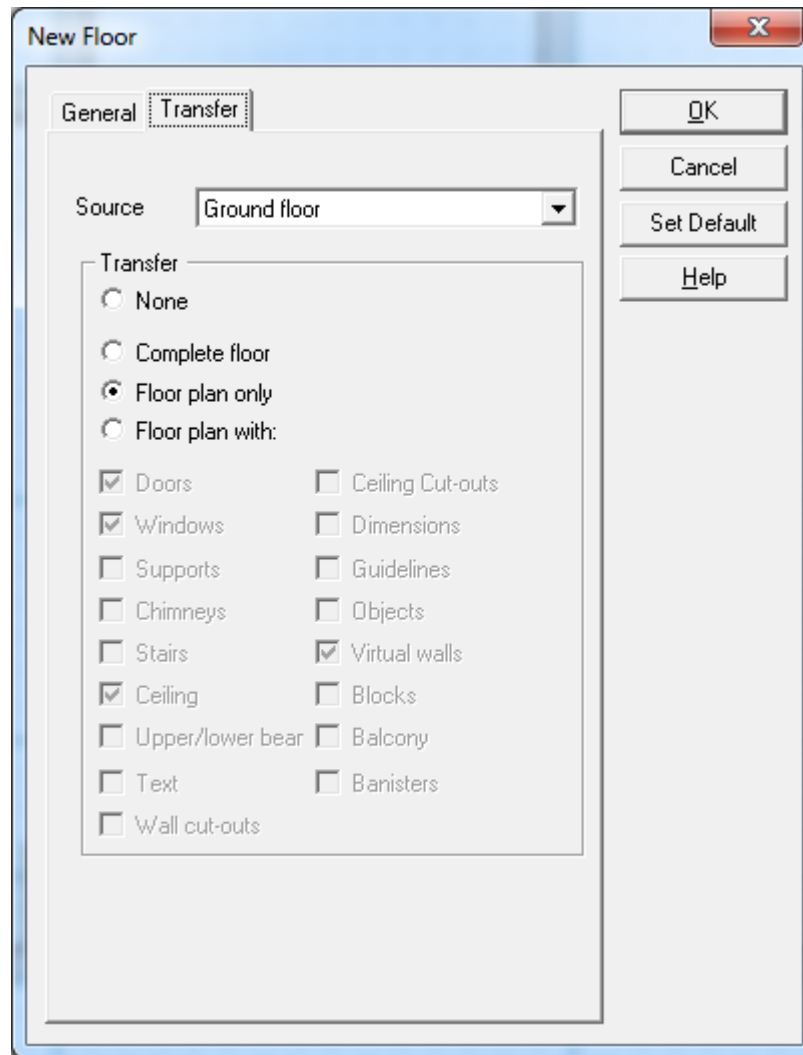 New Floor
General Transfer
OK
Cancel
Set Default
Help
Source Ground floor
Transfer
None
Complete floor
Floor plan only
Floor plan with:
Doors Ceiling Cut-outs
Windows Dimensions
Supports Guidelines
Chimneys Objects
Stairs Virtual walls
Ceiling Blocks
Upper/lower bear Balcony
Text Banisters
Wall cut-outs